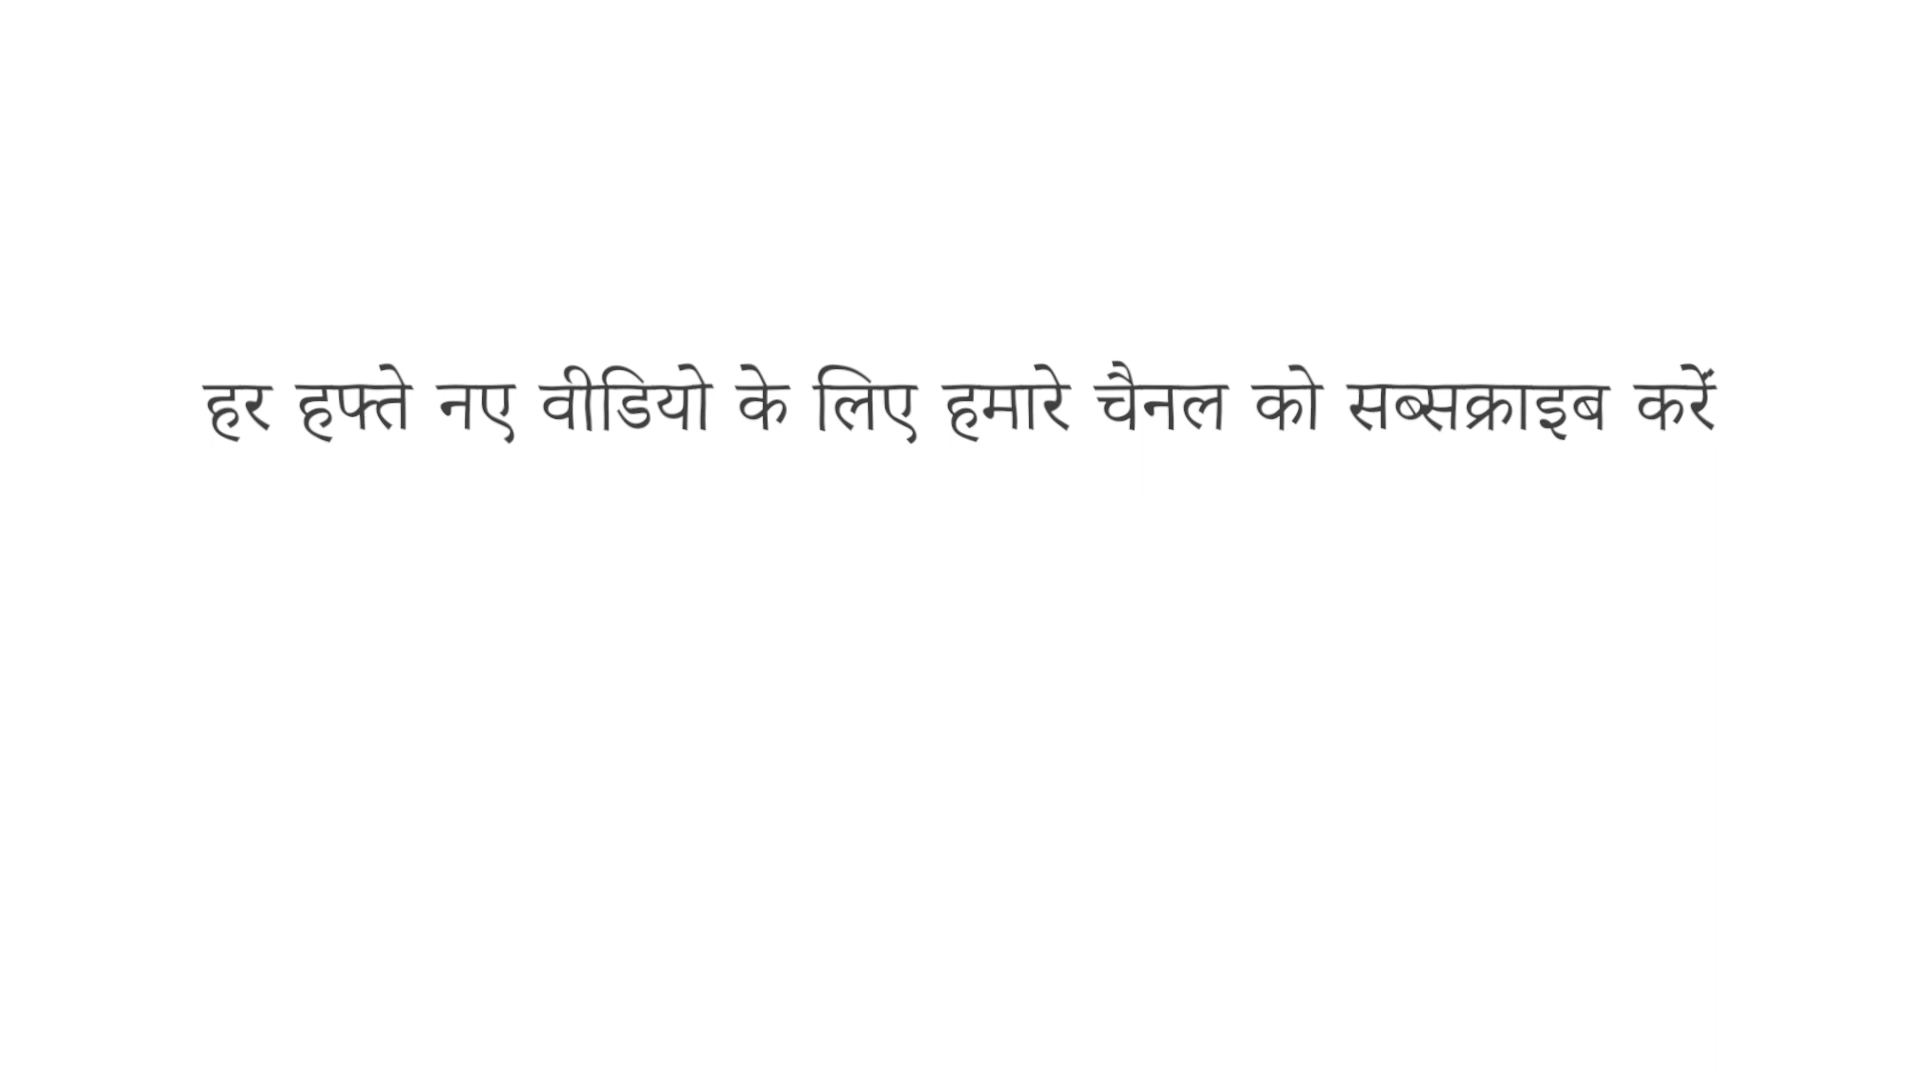 हर हफ्ते नए वीडियो के लिए हमारे चैनल को सब्सक्राइब करें